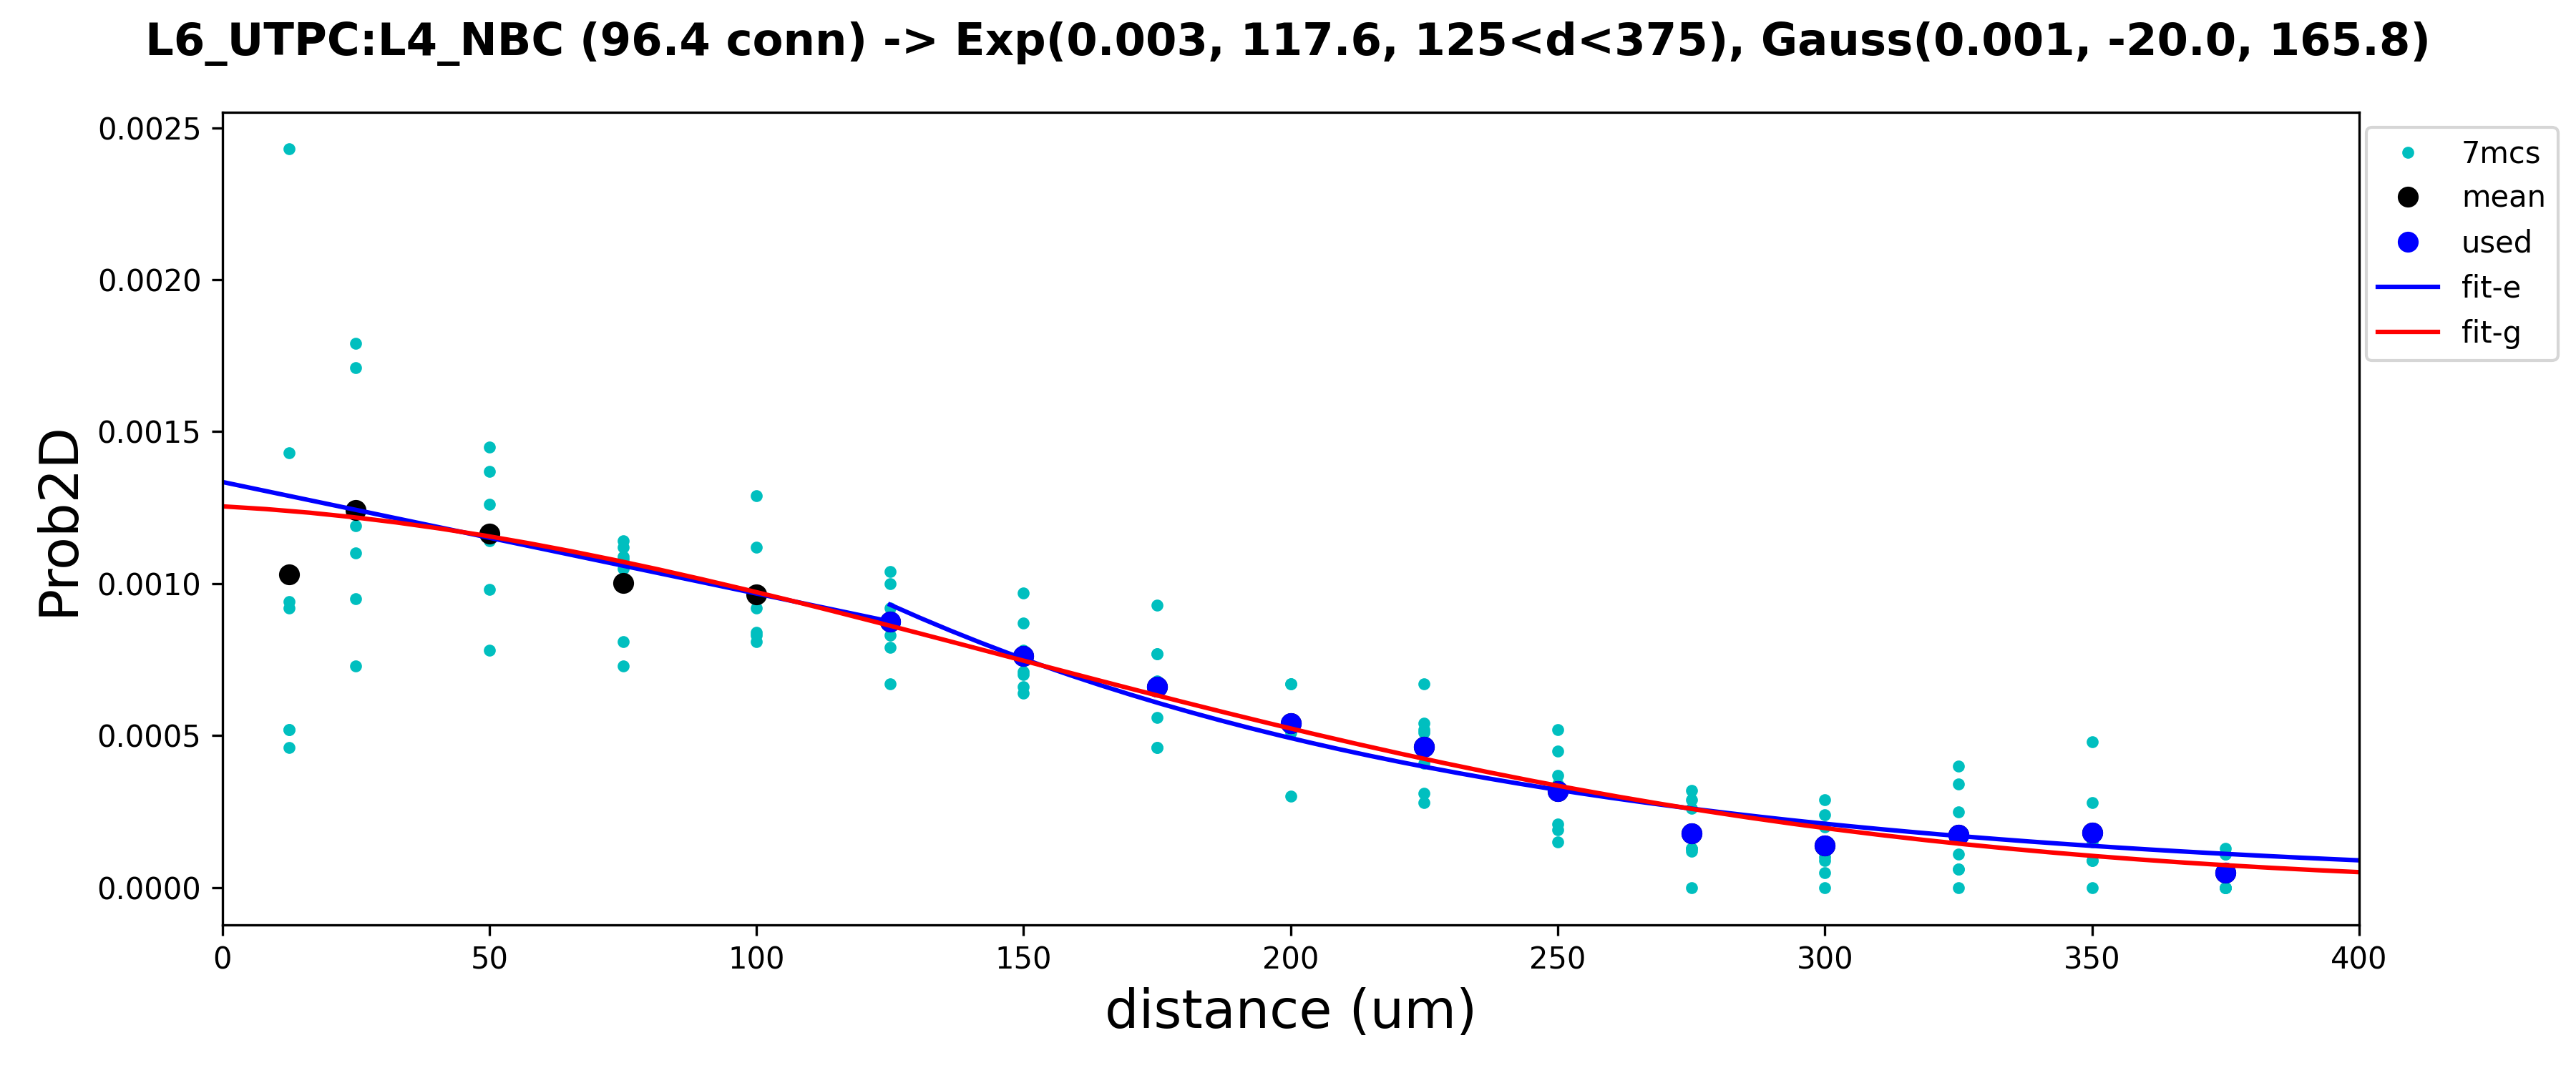 L6_UTPC:L4_NBC (96.4 conn) -> Exp(0.003, 117.6, 125<d<375), Gauss(0.001, -20.0, 165.8)
0.0025
0.0020
0.0015
0.0010
0.0005
0.0000
Prob2D
0 50 100 150 200 250 300 350 400
distance (um)
7mcs
mean
used
fit-e
fit-g